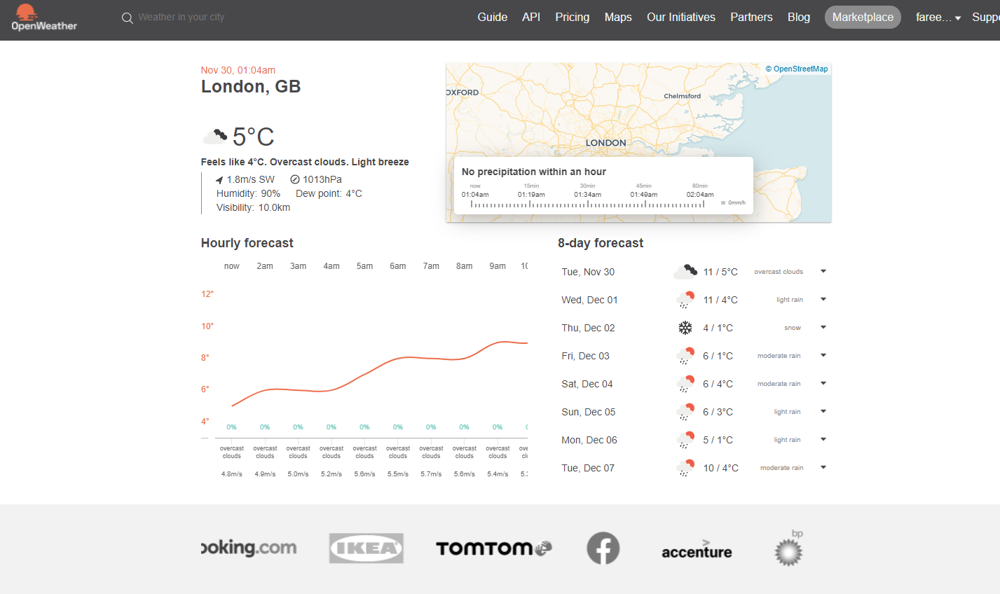 OpenWeather
Weather in your city
Guide API Pricing Maps Our Initiatives Partners Blog Marketplace faree... Suppo
Nov 30, 01:04am
London, GB
5°C
Feels like 4°C. Overcast clouds. Light breeze
1.8m/s SW 1013hPa
Humidity: 90% Dew point: 4°C
Visibility: 10.0km
© OpenStreetMap
OXFORD
Chelmsford
LONDON
No precipitation within an hour
now 15min 30min 45min 60min
01:04am 01:19am 01:34am 01:49am 02:04am
0mm/h
Hourly forecast
now 2am 3am 4am 5am 6am 7am 8am 9am 10
12°
10°
8°
6°
4°
0% 0% 0% 0% 0% 0% 0% 0% 0%
overcast overcast overcast overcast overcast overcast overcast overcast overcast
clouds clouds clouds clouds clouds clouds clouds clouds clouds
4.8m/s 4.9m/s 5.0m/s 5.2m/s 5.6m/s 5.5m/s 5.7m/s 5.6m/s 5.4m/s 5.
8-day forecast
Tue, Nov 30 11 / 5°C overcast clouds
Wed, Dec 01 11 / 4°C light rain
Thu, Dec 02 4 / 1°C snow
Fri, Dec 03 6 / 1°C moderate rain
Sat, Dec 04 6 / 4°C moderate rain
Sun, Dec 05 6 / 3°C light rain
Mon, Dec 06 5 / 1°C light rain
Tue, Dec 07 10 / 4°C moderate rain
ooking.com
IKEA
TOMTOM
accenture
bp